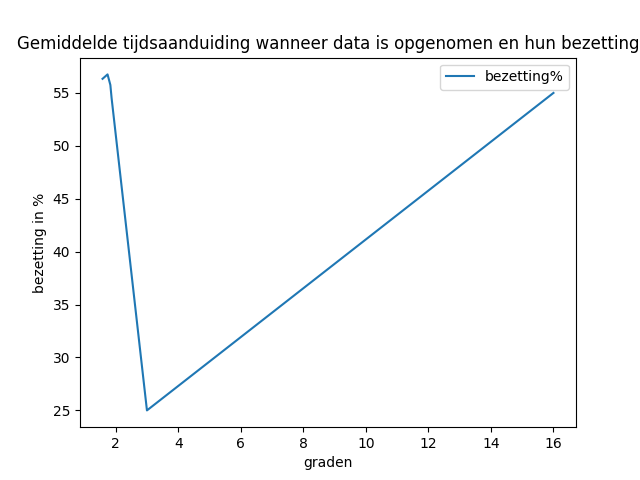 Gemiddelde tijdsaanduiding wanneer data is opgenomen en hun bezetting
bezetting%
55
50
45
40
35
30
25
bezetting in %
2 4 6 8 10 12 14 16
graden